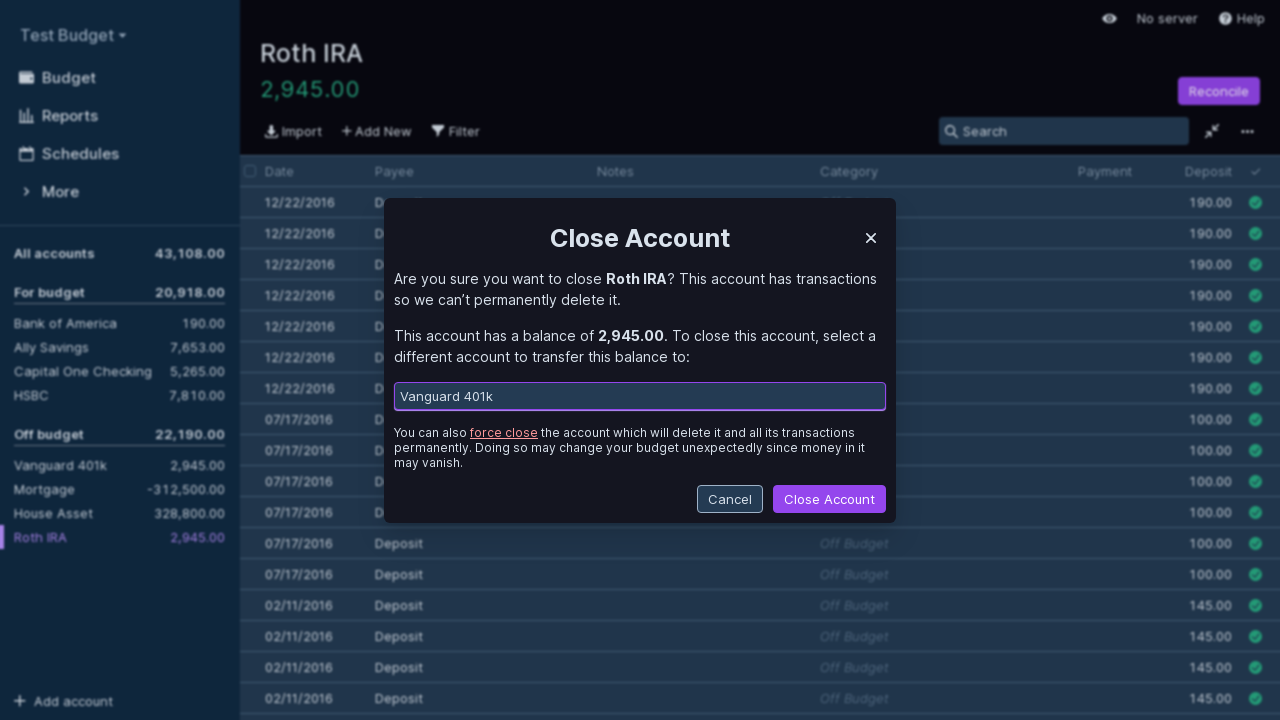 Test Budget
Budget
Reports
Schedules
More
All accounts 43,108.00
For budget 20,918.00
Bank of America 190.00
Ally Savings 7,653.00
Capital One Checking 5,265.00
HSBC 7,810.00
Off budget 22,190.00
Vanguard 401k 2,945.00
Mortgage -312,500.00
House Asset 328,800.00
Roth IRA 2,945.00
Add account
No server Help
Roth IRA
2,945.00
Reconcile
Import Add New Filter Search
Date Payee Notes Category Payment Deposit
12/22/2016 190.00
12/22/2016 190.00
12/22/2016 190.00
12/22/2016 190.00
12/22/2016 190.00
12/22/2016 190.00
12/22/2016 190.00
07/17/2016 100.00
07/17/2016 100.00
07/17/2016 100.00
07/17/2016 100.00
07/17/2016 Deposit Off Budget 100.00
07/17/2016 Deposit Off Budget 100.00
02/11/2016 Deposit Off Budget 145.00
02/11/2016 Deposit Off Budget 145.00
02/11/2016 Deposit Off Budget 145.00
02/11/2016 Deposit Off Budget 145.00
Close Account
Are you sure you want to close Roth IRA? This account has transactions
so we can’t permanently delete it.
This account has a balance of 2,945.00. To close this account, select a
different account to transfer this balance to:
Vanguard 401k
You can also force close the account which will delete it and all its transactions
permanently. Doing so may change your budget unexpectedly since money in it
may vanish.
Cancel Close Account